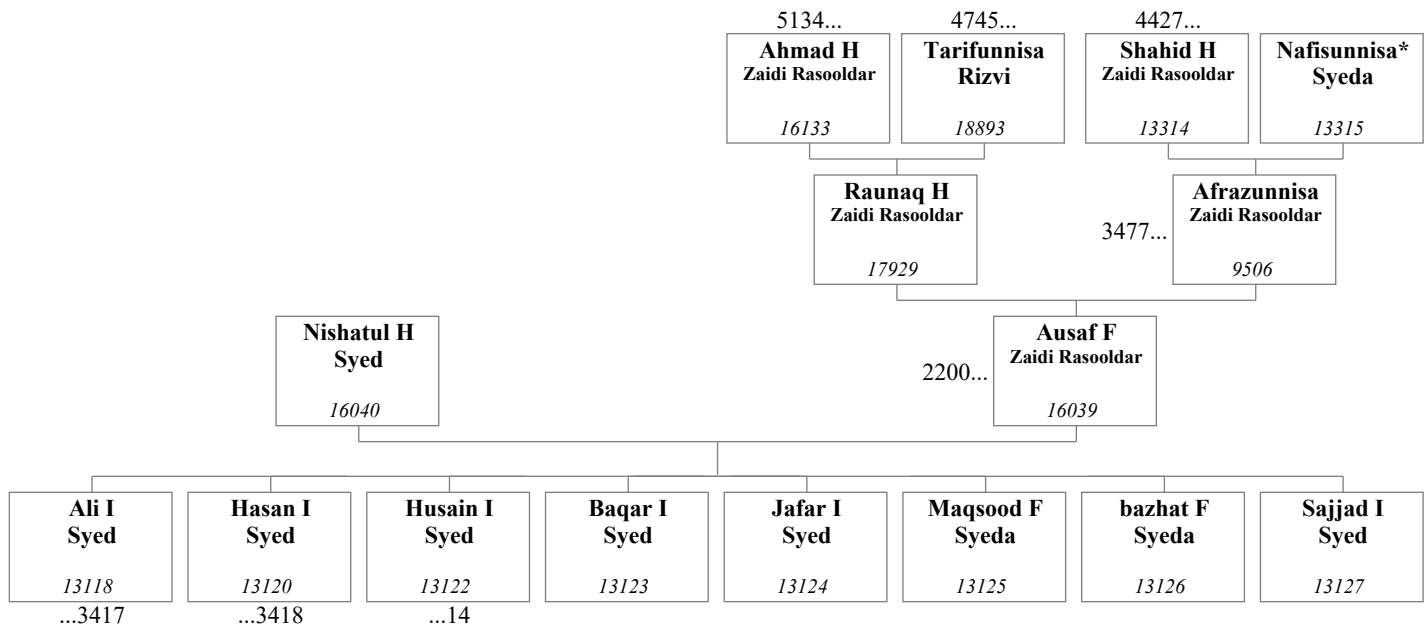 5134... 4745... 4427...
Ahmad H Tarifunnisa Shahid H Nafisunnisa*
Zaidi Rasooldar Rizvi Zaidi Rasooldar Syeda
16133 18893 13314 13315
Raunaq H Afrazunnisa
Zaidi Rasooldar Zaidi Rasooldar
3477...
17929 9506
Nishatul H Ausaf F
Syed Zaidi Rasooldar
2200...
16040 16039
Ali I Hasan I Husain I Baqar I Jafar I Maqsood F bazhat F Sajjad I
Syed Syed Syed Syed Syed Syeda Syeda Syed
13118 13120 13122 13123 13124 13125 13126 13127
...3417 ...3418 ...14